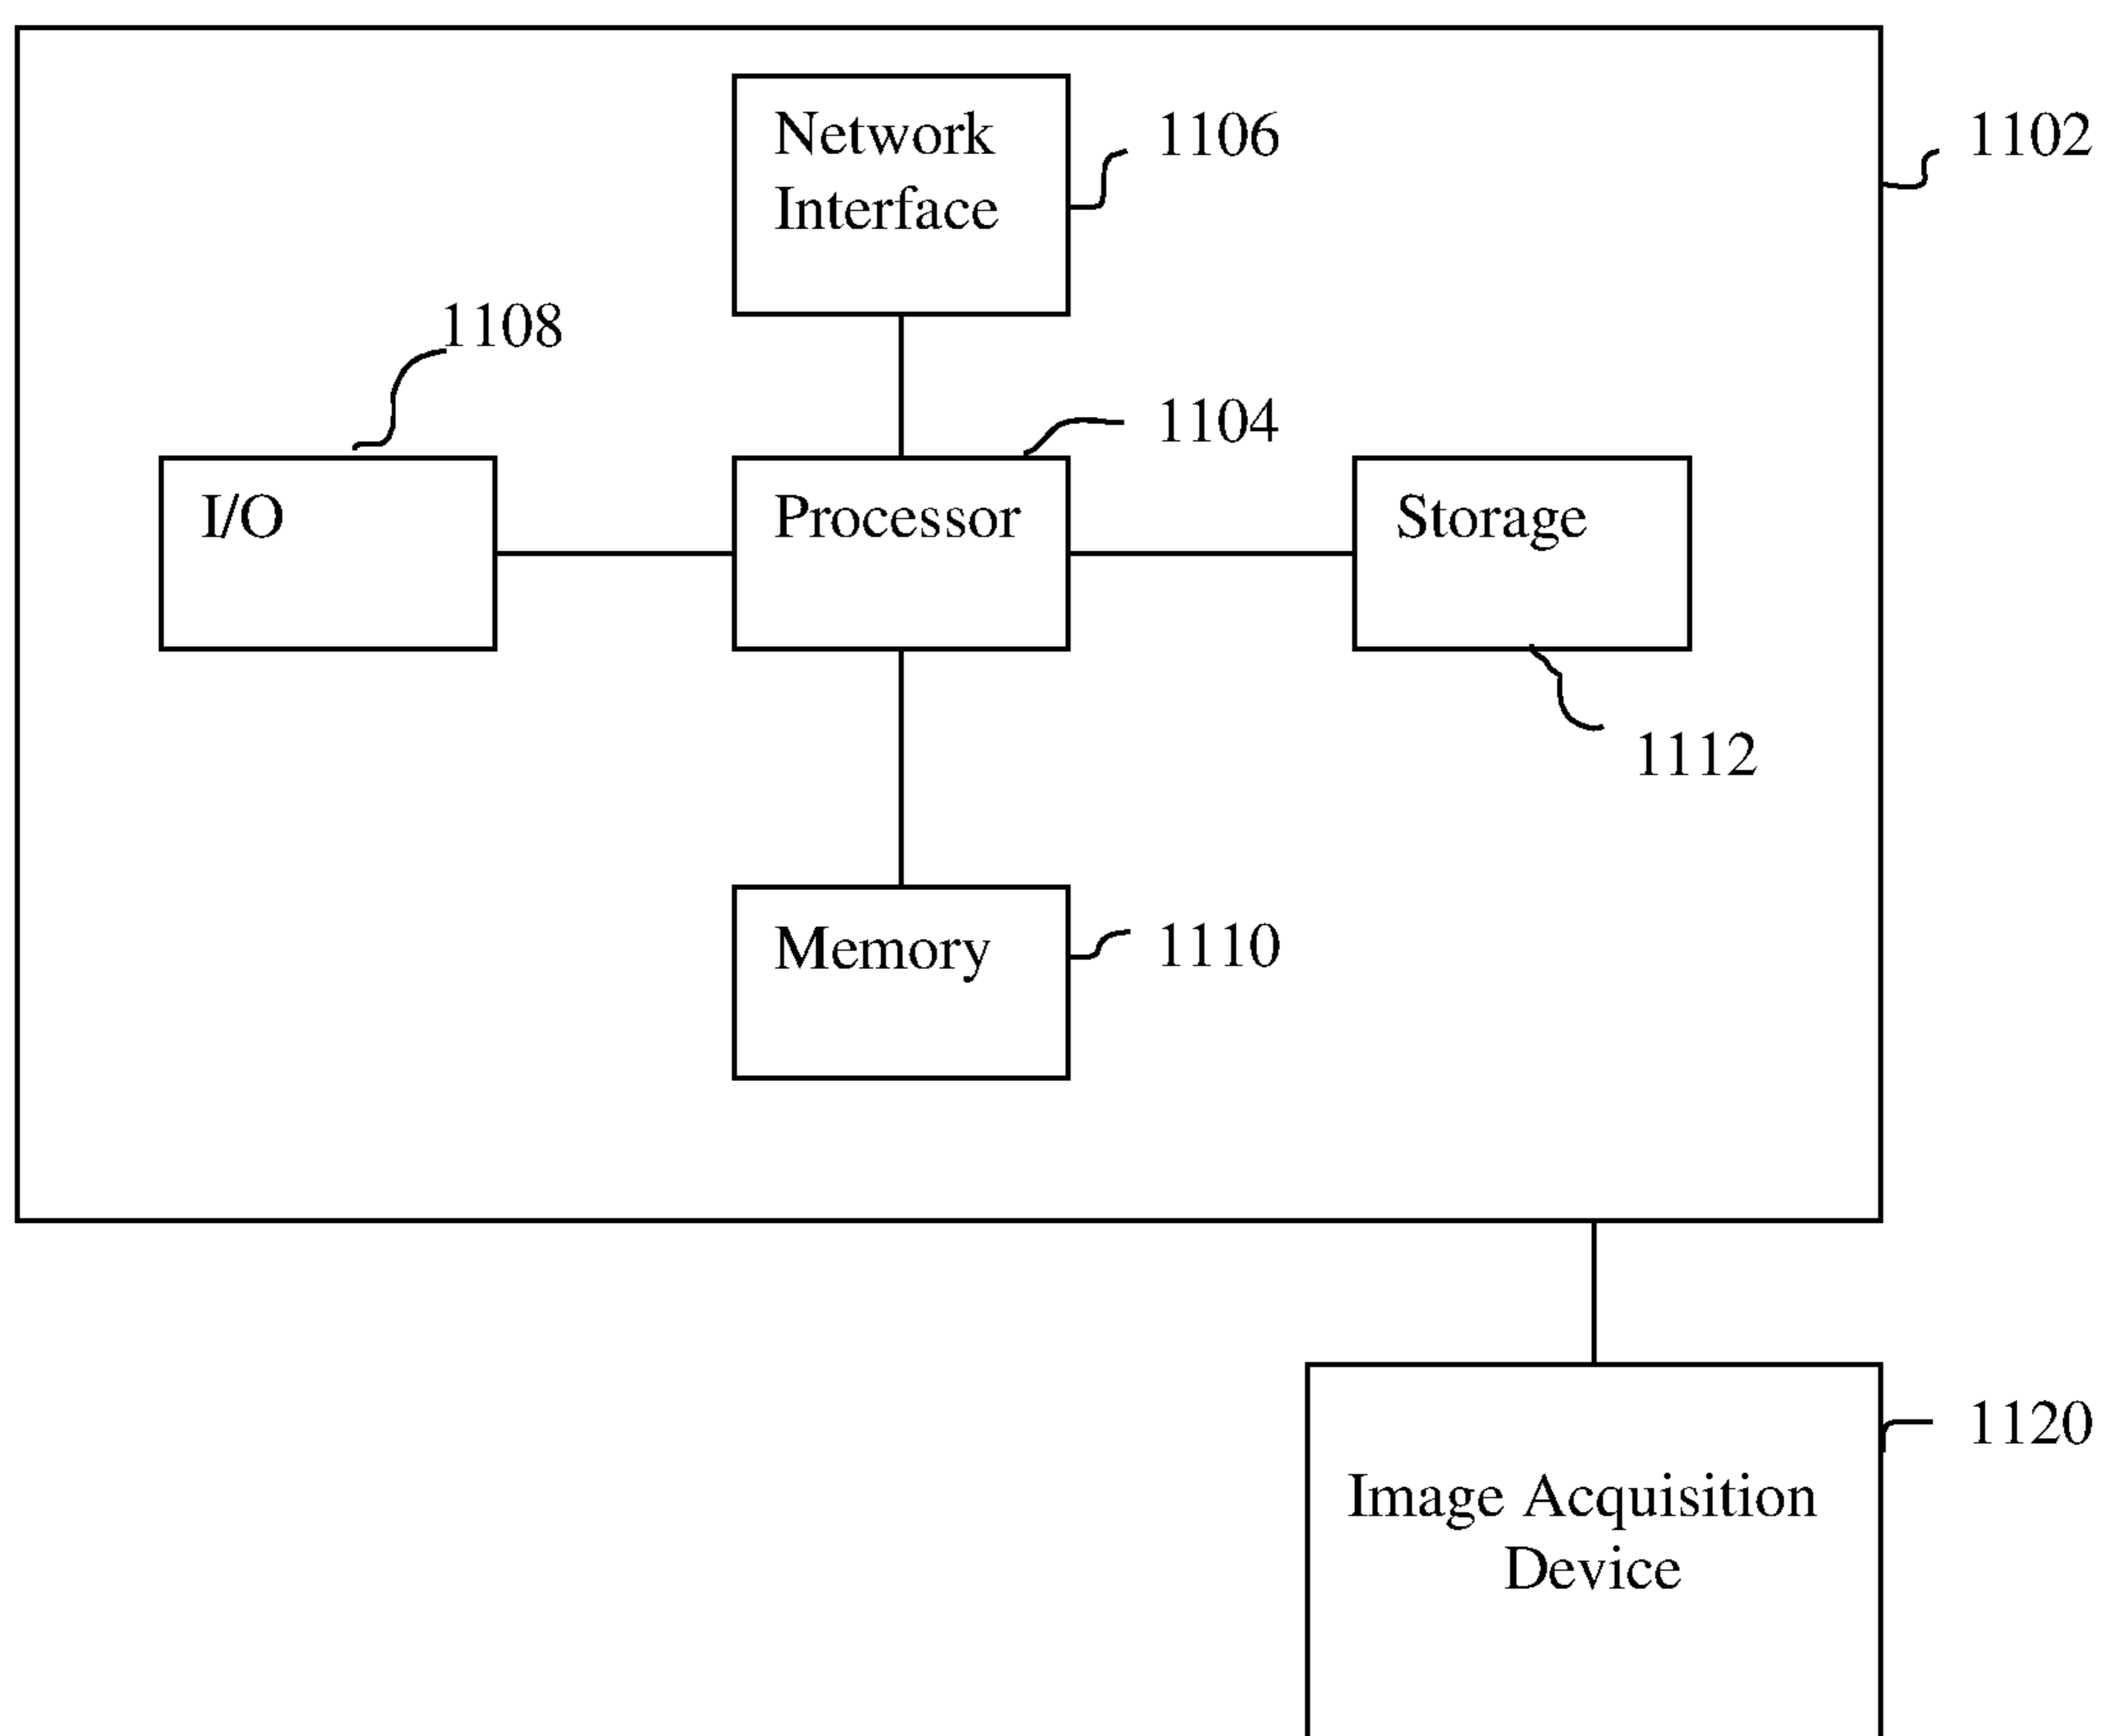 Network
Interface
1106
1102
1108
1104
I/O
Processor
Storage
1112
Memory
1110
1120
Image Acquisition
Device